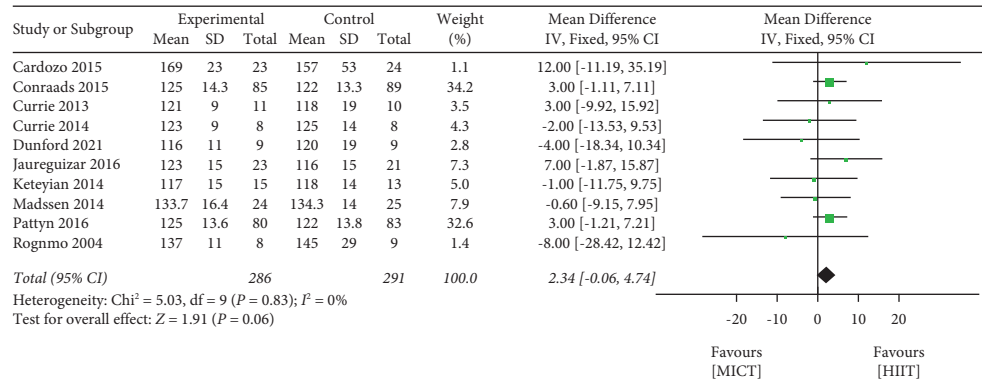 Experimental Control Weight Mean Difference Mean Difference
Study or Subgroup
Mean SD Total Mean SD Total (%) IV, Fixed, 95% CI IV, Fixed, 95% CI
Cardozo 2015 169 23 23 157 53 24 1.1 12.00 [-11.19, 35.19]
Conraads 2015 125 14.3 85 122 13.3 89 34.2 3.00 [-1.11, 7.11]
Currie 2013 121 9 11 118 19 10 3.5 3.00 [-9.92, 15.92]
Currie 2014 123 9 8 125 14 8 4.3 -2.00 [-13.53, 9.53]
Dunford 2021 116 11 9 120 19 9 2.8 -4.00 [-18.34, 10.34]
Jaureguizar 2016 123 15 23 116 15 21 7.3 7.00 [-1.87, 15.87]
Keteyian 2014 117 15 15 118 14 13 5.0 -1.00 [-11.75, 9.75]
Madssen 2014 133.7 16.4 24 134.3 14 25 7.9 -0.60 [-9.15, 7.95]
Pattyn 2016 125 13.6 80 122 13.8 83 32.6 3.00 [-1.21, 7.21]
Rognmo 2004 137 11 8 145 29 9 1.4 -8.00 [-28.42, 12.42]
Total (95% CI) 286 291 100.0 2.34 [-0.06, 4.74]
Heterogeneity: Chi² = 5.03, df = 9 (P = 0.83); I² = 0%
Test for overall effect: Z = 1.91 (P = 0.06)
-20 -10 0 10 20
Favours Favours
[MICT] [HIIT]